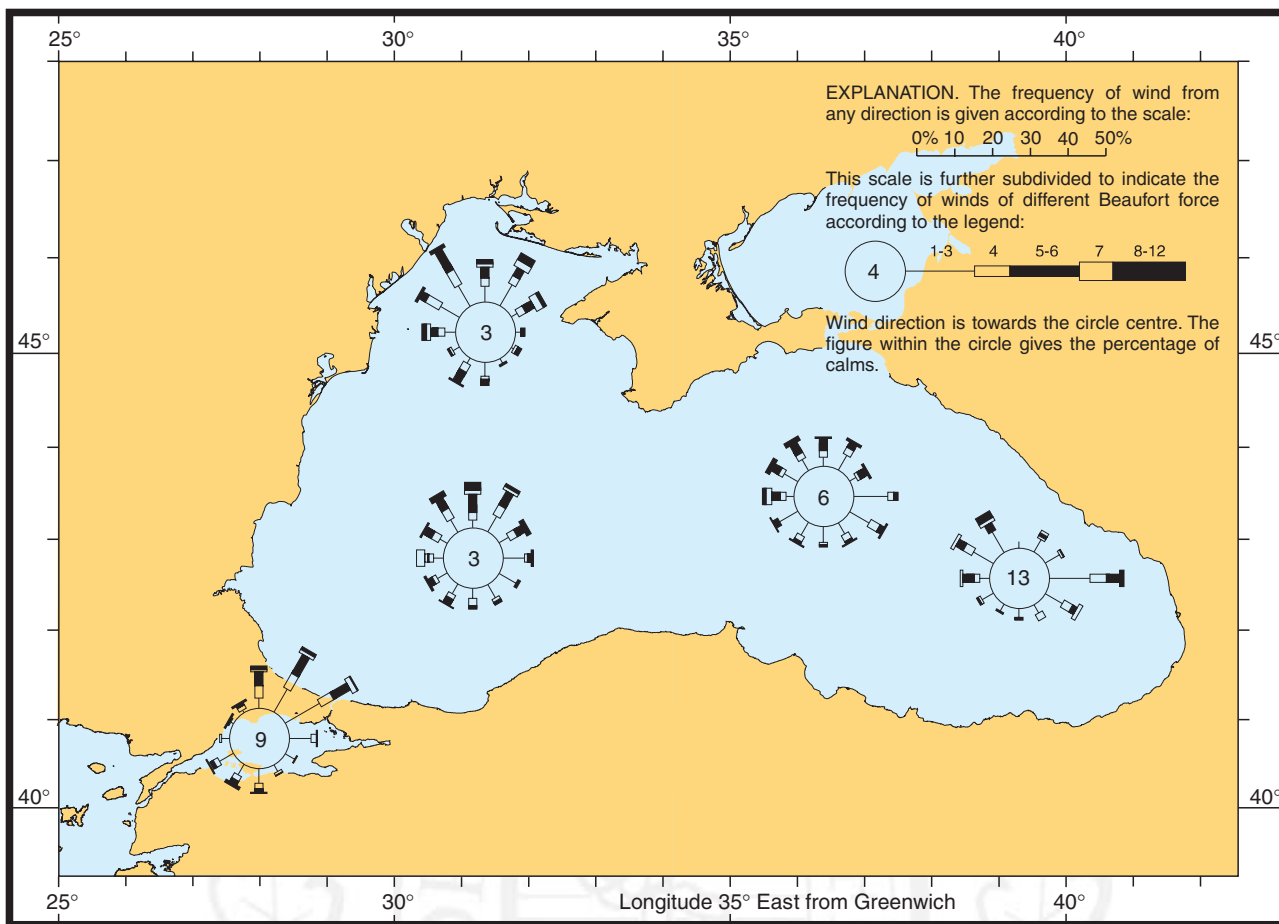 25° 30° 35° 40°
EXPLANATION. The frequency of wind from
any direction is given according to the scale:
0% 10 20 30 40 50%
This scale is further subdivided to indicate the
frequency of winds of different Beaufort force
according to the legend:
1-3 4 5-6 7 8-12
4
Wind direction is towards the circle centre. The
figure within the circle gives the percentage of
calms.
3
45° 45°
6
3
13
9
40° 40°
25° 30° Longitude 35° East from Greenwich 40°